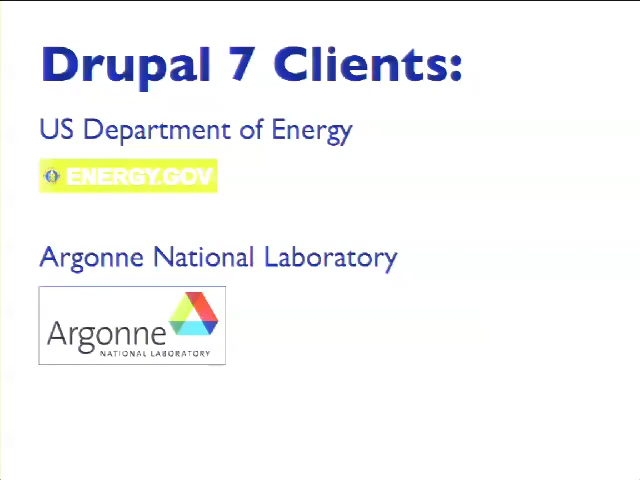 Drupal 7 Clients:
US Department of Energy
ENERGY.GOV
Argonne National Laboratory
Argonne
NATIONAL LABORATORY